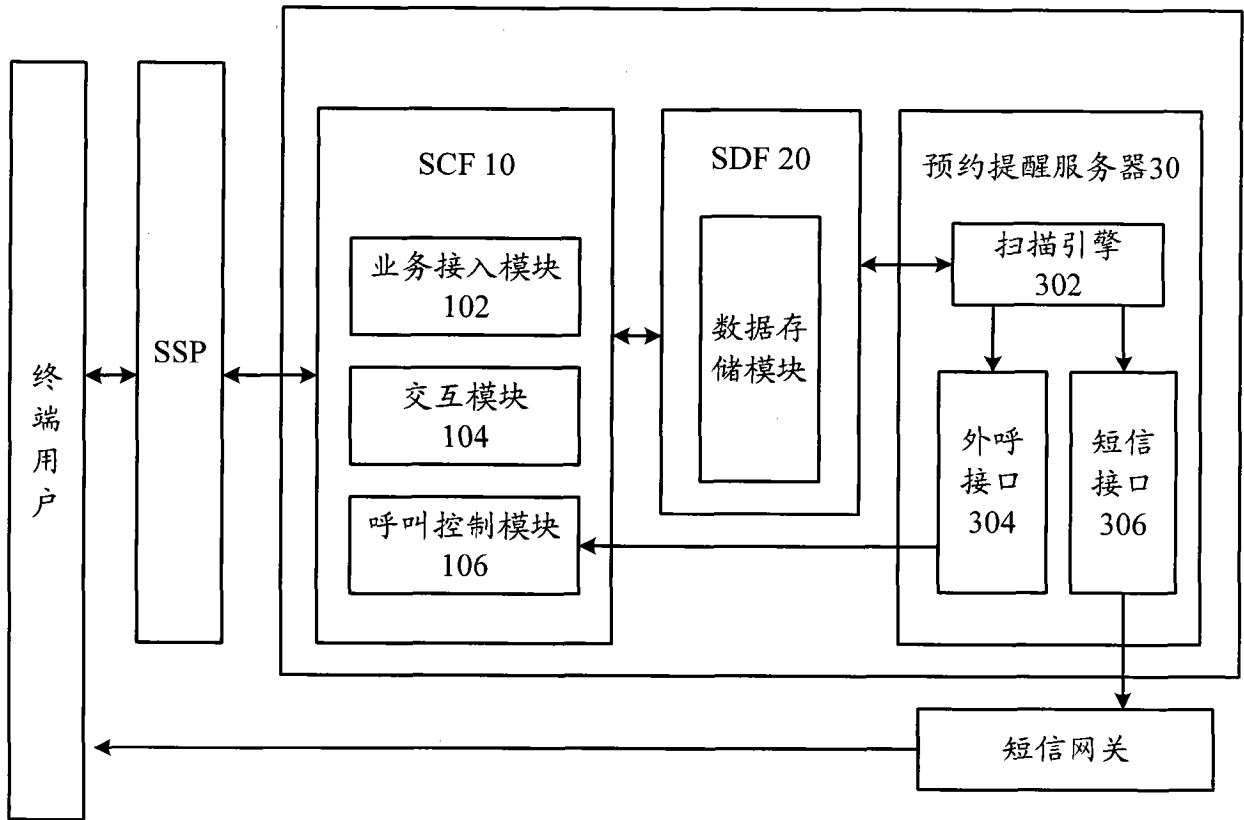 终
端
用
户
SSP
SCF 10
业务接入模块
102
交互模块
104
呼叫控制模块
106
SDF 20
数据存
储模块
预约提醒服务器30
扫描引擎
302
外呼
接口
304
短信
接口
306
短信网关